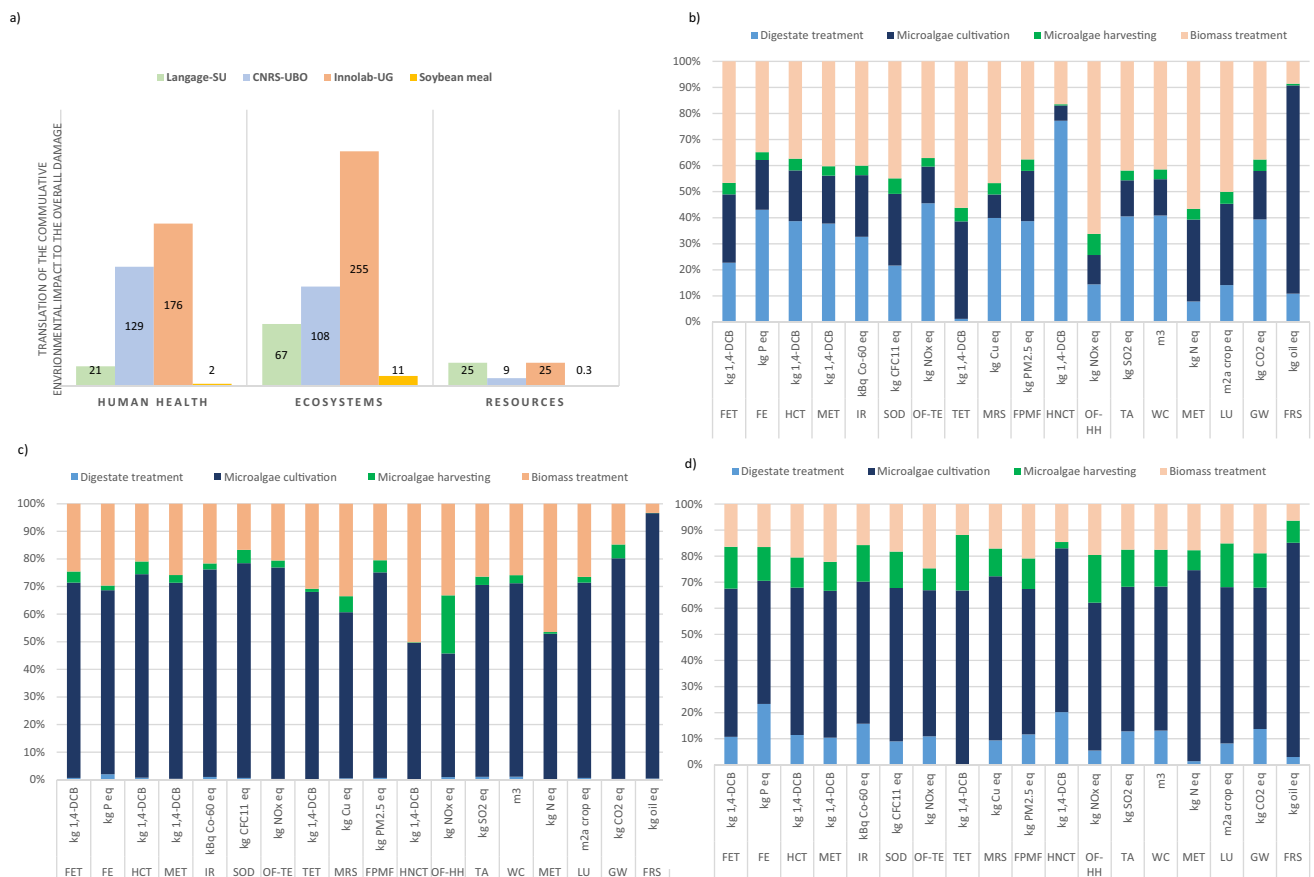 a)
Langage-SU CNRS-UBO Innolab-UG Soybean meal
TRANSLATION OF THE COMMULATIVE
ENVRIONMENTAL IMPACT TO THE OVERALL DAMAGE
21 129 176 2
67 108 255 11
25 9 25 0.3
HUMAN HEALTH ECOSYSTEMS RESOURCES
b)
Digestate treatment Microalgae cultivation Microalgae harvesting Biomass treatment
100%
90%
80%
70%
60%
50%
40%
30%
20%
10%
0%
kg 1,4-DCB kg P eq kg 1,4-DCB kg 1,4-DCB kBq Co-60 eq kg CFC11 eq kg NOx eq kg 1,4-DCB kg Cu eq kg PM2.5 eq kg 1,4-DCB kg NOx eq kg SO2 eq m3 kg N eq m2a crop eq kg CO2 eq kg oil eq
FET FE HCT MET IR SOD OF-TE TET MRS FPMF HNCT OF-HH TA WC MET LU GW FRS
c)
Digestate treatment Microalgae cultivation Microalgae harvesting Biomass treatment
100%
90%
80%
70%
60%
50%
40%
30%
20%
10%
0%
kg 1,4-DCB kg P eq kg 1,4-DCB kg 1,4-DCB kBq Co-60 eq kg CFC11 eq kg NOx eq kg 1,4-DCB kg Cu eq kg PM2.5 eq kg 1,4-DCB kg NOx eq kg SO2 eq m3 kg N eq m2a crop eq kg CO2 eq kg oil eq
FET FE HCT MET IR SOD OF-TE TET MRS FPMF HNCT OF-HH TA WC MET LU GW FRS
d)
Digestate treatment Microalgae cultivation Microalgae harvesting Biomass treatment
100%
90%
80%
70%
60%
50%
40%
30%
20%
10%
0%
kg 1,4-DCB kg P eq kg 1,4-DCB kg 1,4-DCB kBq Co-60 eq kg CFC11 eq kg NOx eq kg 1,4-DCB kg Cu eq kg PM2.5 eq kg 1,4-DCB kg NOx eq kg SO2 eq m3 kg N eq m2a crop eq kg CO2 eq kg oil eq
FET FE HCT MET IR SOD OF-TE TET MRS FPMF HNCT OF-HH TA WC MET LU GW FRS